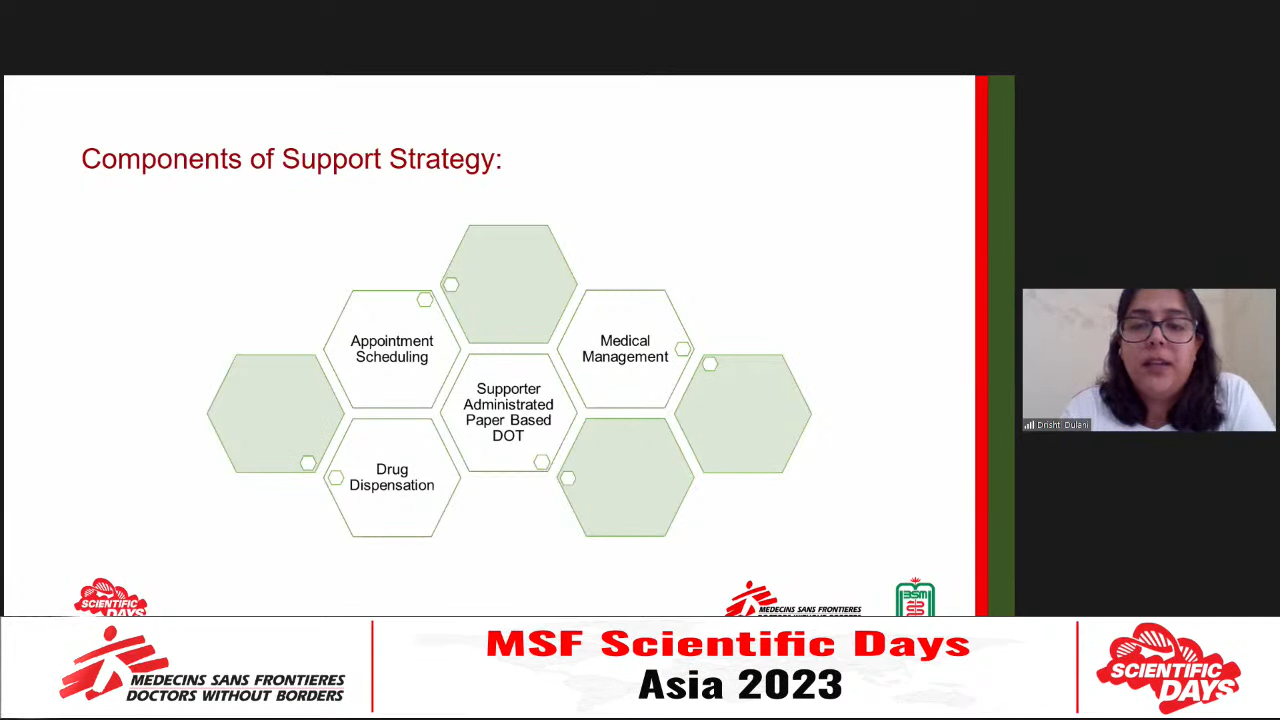 Components of Support Strategy:
Appointment
Scheduling
Medical
Management
Supporter
Administrated
Paper Based
DOT
Drug
Dispensation
Drishti Dulani
SCIENTIFIC
DAYS
MEDECINS SANS FRONTIERES
BSM
MEDECINS SANS FRONTIERES
DOCTORS WITHOUT BORDERS
MSF Scientific Days
Asia 2023
SCIENTIFIC
DAYS